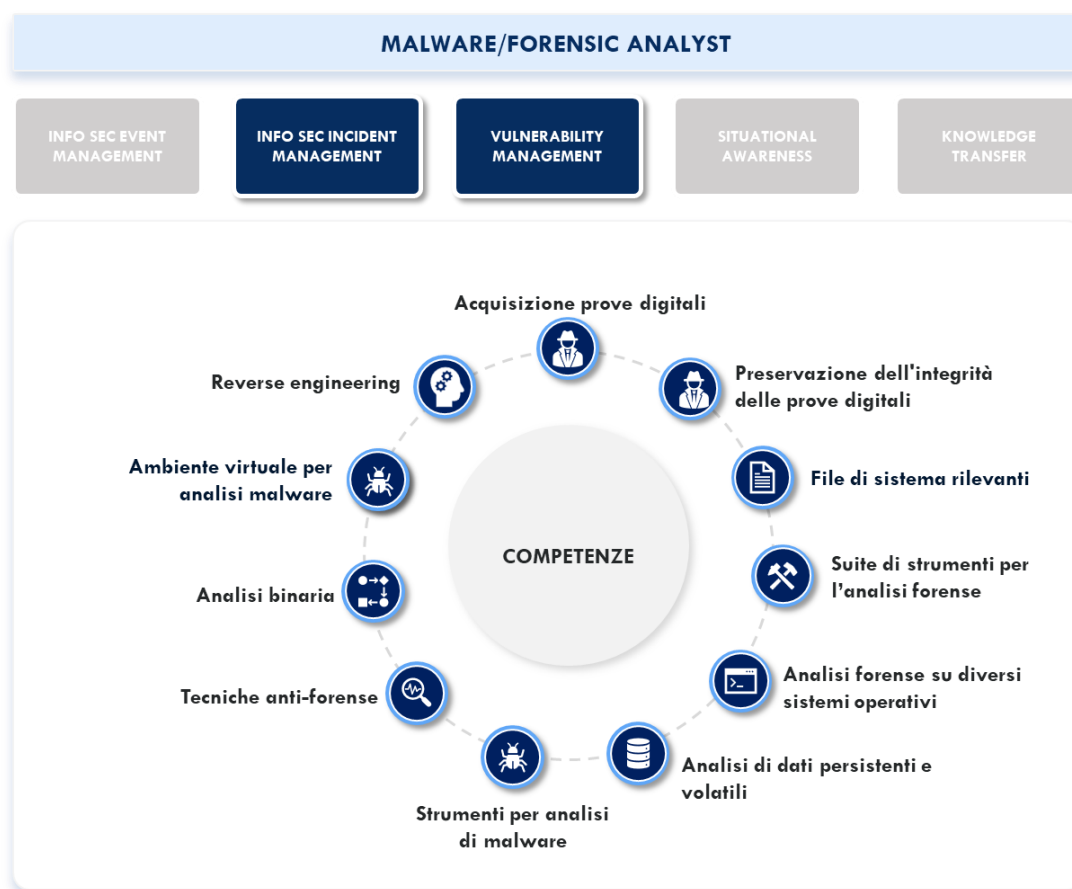 MALWARE/FORENSIC ANALYST
INFO SEC EVENT
MANAGEMENT
INFO SEC INCIDENT
MANAGEMENT
VULNERABILITY
MANAGEMENT
SITUATIONAL
AWARENESS
KNOWLEDGE
TRANSFER
Acquisizione prove digitali
Preservazione dell'integrità
delle prove digitali
File di sistema rilevanti
Suite di strumenti per
l’analisi forense
Analisi forense su diversi
sistemi operativi
Analisi di dati persistenti e
volatili
Strumenti per analisi
di malware
Tecniche anti-forense
Analisi binaria
Ambiente virtuale per
analisi malware
Reverse engineering
COMPETENZE